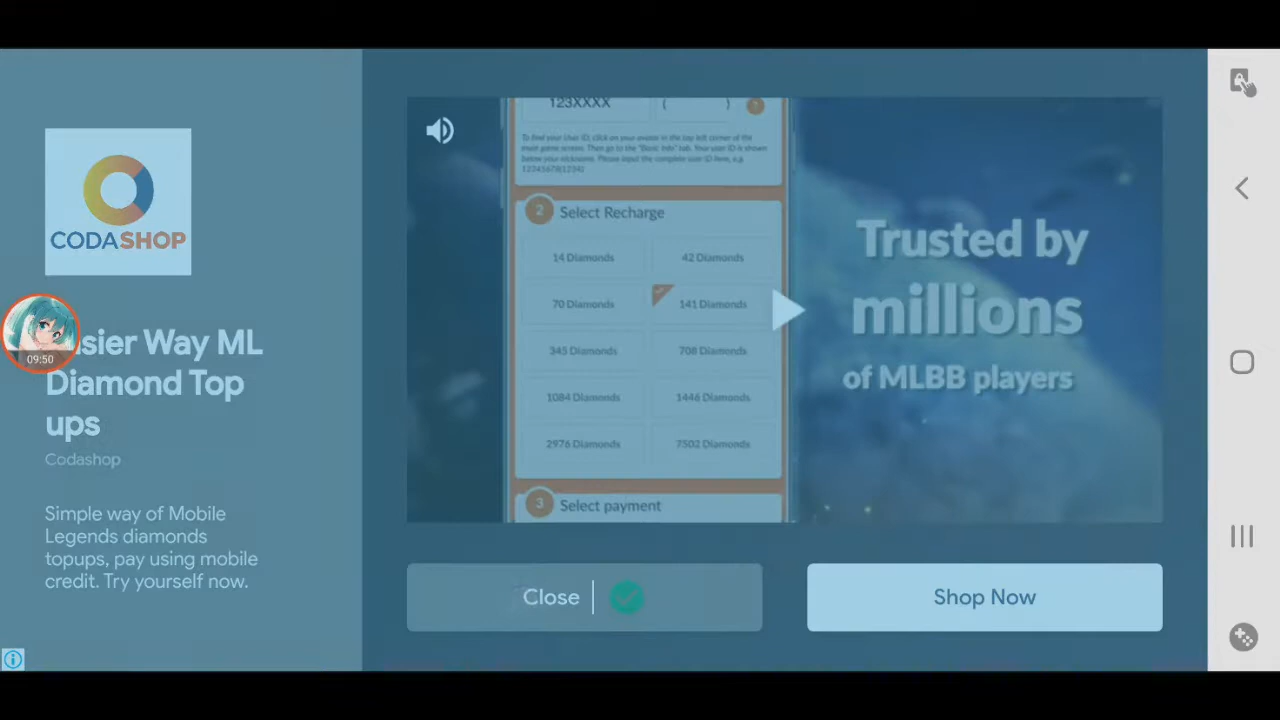 CODASHOP
09:50
sier Way ML
Diamond Top
ups
Codashop
Simple way of Mobile
Legends diamonds
topups, pay using mobile
credit. Try yourself now.
123XXXX ( )
To find your User ID, click on your avatar in the top left corner of the
main game screen. Then go to the "Basic Info" tab. Your user ID is shown
below your nickname. Please input the complete user ID here, e.g.
12345678(1234)
2 Select Recharge
14 Diamonds 42 Diamonds
70 Diamonds 141 Diamonds
345 Diamonds 708 Diamonds
1084 Diamonds 1446 Diamonds
2976 Diamonds 7502 Diamonds
3 Select payment
Trusted by
millions
of MLBB players
Close
Shop Now